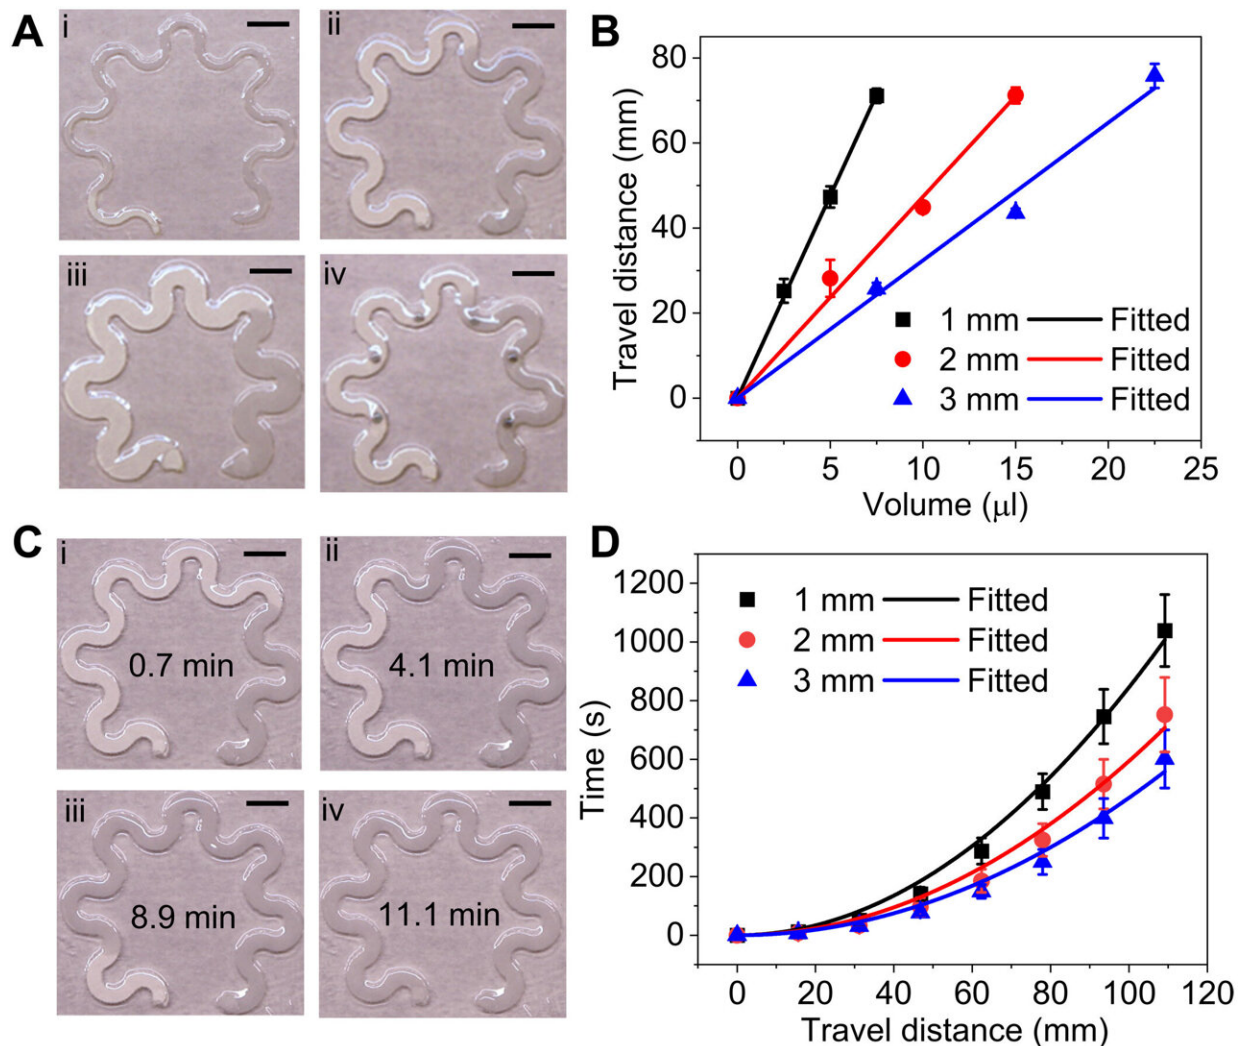 A
i
ii
iii
iv
B
80
60
40
20
0
Travel distance (mm)
1 mm Fitted
2 mm Fitted
3 mm Fitted
0 5 10 15 20 25
Volume (μl)
C
i
0.7 min
ii
4.1 min
iii
8.9 min
iv
11.1 min
D
1200
1000
800
600
400
200
0
Time (s)
1 mm Fitted
2 mm Fitted
3 mm Fitted
0 20 40 60 80 100 120
Travel distance (mm)